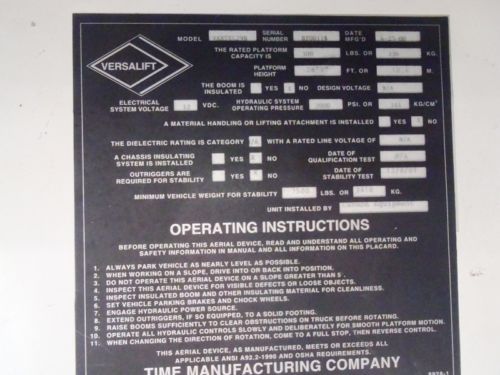 VERSALIFT
MODEL SERIAL NUMBER DATE MFG'D
THE RATED PLATFORM CAPACITY IS 300 LBS. OR 136 KG.
PLATFORM HEIGHT FT. OR M.
THE BOOM IS INSULATED YES X NO DESIGN VOLTAGE N/A
ELECTRICAL SYSTEM VOLTAGE 12 VDC. HYDRAULIC SYSTEM OPERATING PRESSURE PSI. OR KG/CM²
A MATERIAL HANDLING OR LIFTING ATTACHMENT IS INSTALLED YES X NO
THE DIELECTRIC RATING IS CATEGORY WITH A RATED LINE VOLTAGE OF N/A
A CHASSIS INSULATING SYSTEM IS INSTALLED YES X NO DATE OF QUALIFICATION TEST N/A
OUTRIGGERS ARE REQUIRED FOR STABILITY YES X NO DATE OF STABILITY TEST
MINIMUM VEHICLE WEIGHT FOR STABILITY LBS. OR KG.
UNIT INSTALLED BY
OPERATING INSTRUCTIONS
BEFORE OPERATING THIS AERIAL DEVICE, READ AND UNDERSTAND ALL OPERATING AND
SAFETY INFORMATION IN MANUAL AND ALL INFORMATION ON THIS PLACARD.
1. ALWAYS PARK VEHICLE AS NEARLY LEVEL AS POSSIBLE.
2. WHEN WORKING ON A SLOPE, DRIVE INTO OR BACK INTO POSITION.
3. DO NOT OPERATE THIS AERIAL DEVICE ON A SLOPE GREATER THAN 5°.
4. INSPECT THIS AERIAL DEVICE FOR VISIBLE DEFECTS OR LOOSE OBJECTS.
5. INSPECT INSULATED BOOM AND OTHER INSULATING MATERIAL FOR CLEANLINESS.
6. SET VEHICLE PARKING BRAKES AND CHOCK WHEELS.
7. ENGAGE HYDRAULIC POWER SOURCE.
8. EXTEND OUTRIGGERS, IF SO EQUIPPED, TO A SOLID FOOTING.
9. RAISE BOOMS SUFFICIENTLY TO CLEAR OBSTRUCTIONS ON TRUCK BEFORE ROTATING.
10. OPERATE ALL HYDRAULIC CONTROLS SLOWLY AND DELIBERATELY FOR SMOOTH PLATFORM MOTION.
11. WHEN CHANGING THE DIRECTION OF ROTATION, COME TO A FULL STOP, THEN REVERSE CONTROL.
THIS AERIAL DEVICE, AS MANUFACTURED, MEETS OR EXCEEDS ALL
APPLICABLE ANSI A92.2-1990 AND OSHA REQUIREMENTS.
TIME MANUFACTURING COMPANY